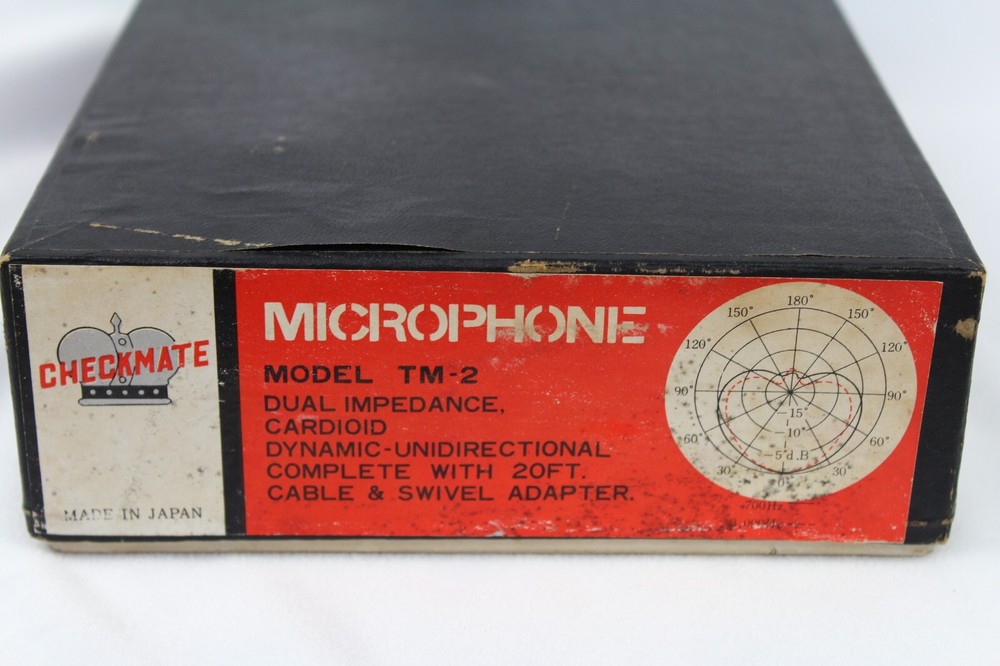 CHECKMATE
MADE IN JAPAN
MICROPHONE
MODEL TM-2
DUAL IMPEDANCE,
CARDIOID
DYNAMIC-UNIDIRECTIONAL
COMPLETE WITH 20FT.
CABLE & SWIVEL ADAPTER.
180°
150° 150°
120° 120°
90° 90°
-15°
-10°
60° 60°
-5 d.B
30° 30°
0°